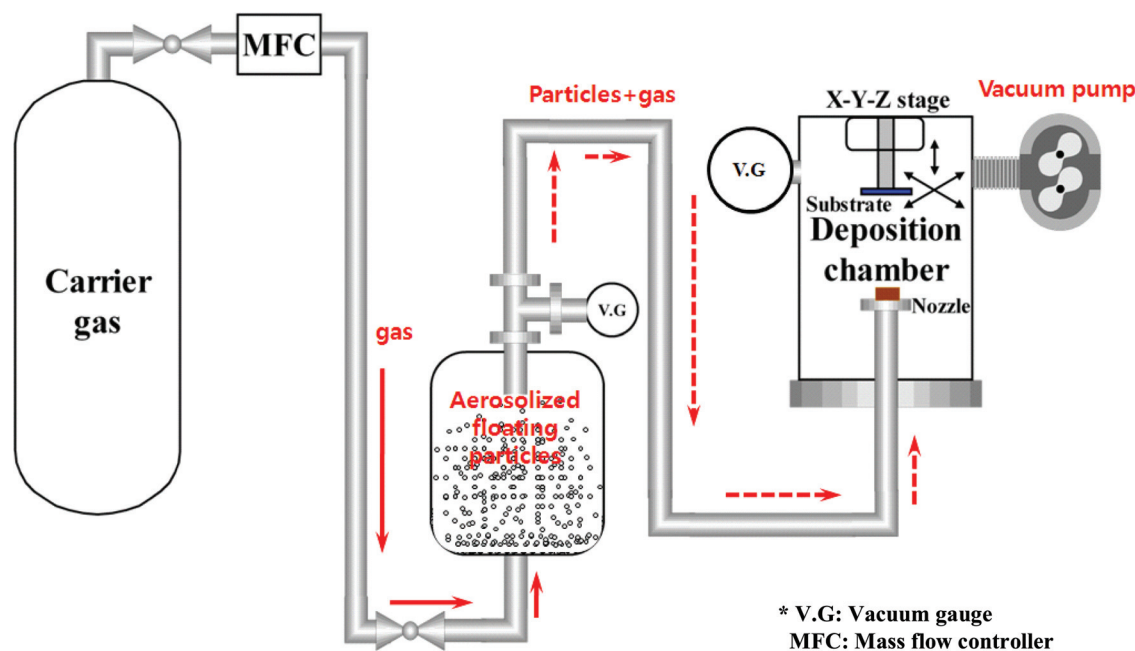 MFC
Carrier
gas
gas
Particles+gas
V.G
Aerosolized
floating
particles
V.G
X-Y-Z stage
Substrate
Deposition
chamber
Nozzle
Vacuum pump
* V.G: Vacuum gauge
MFC: Mass flow controller